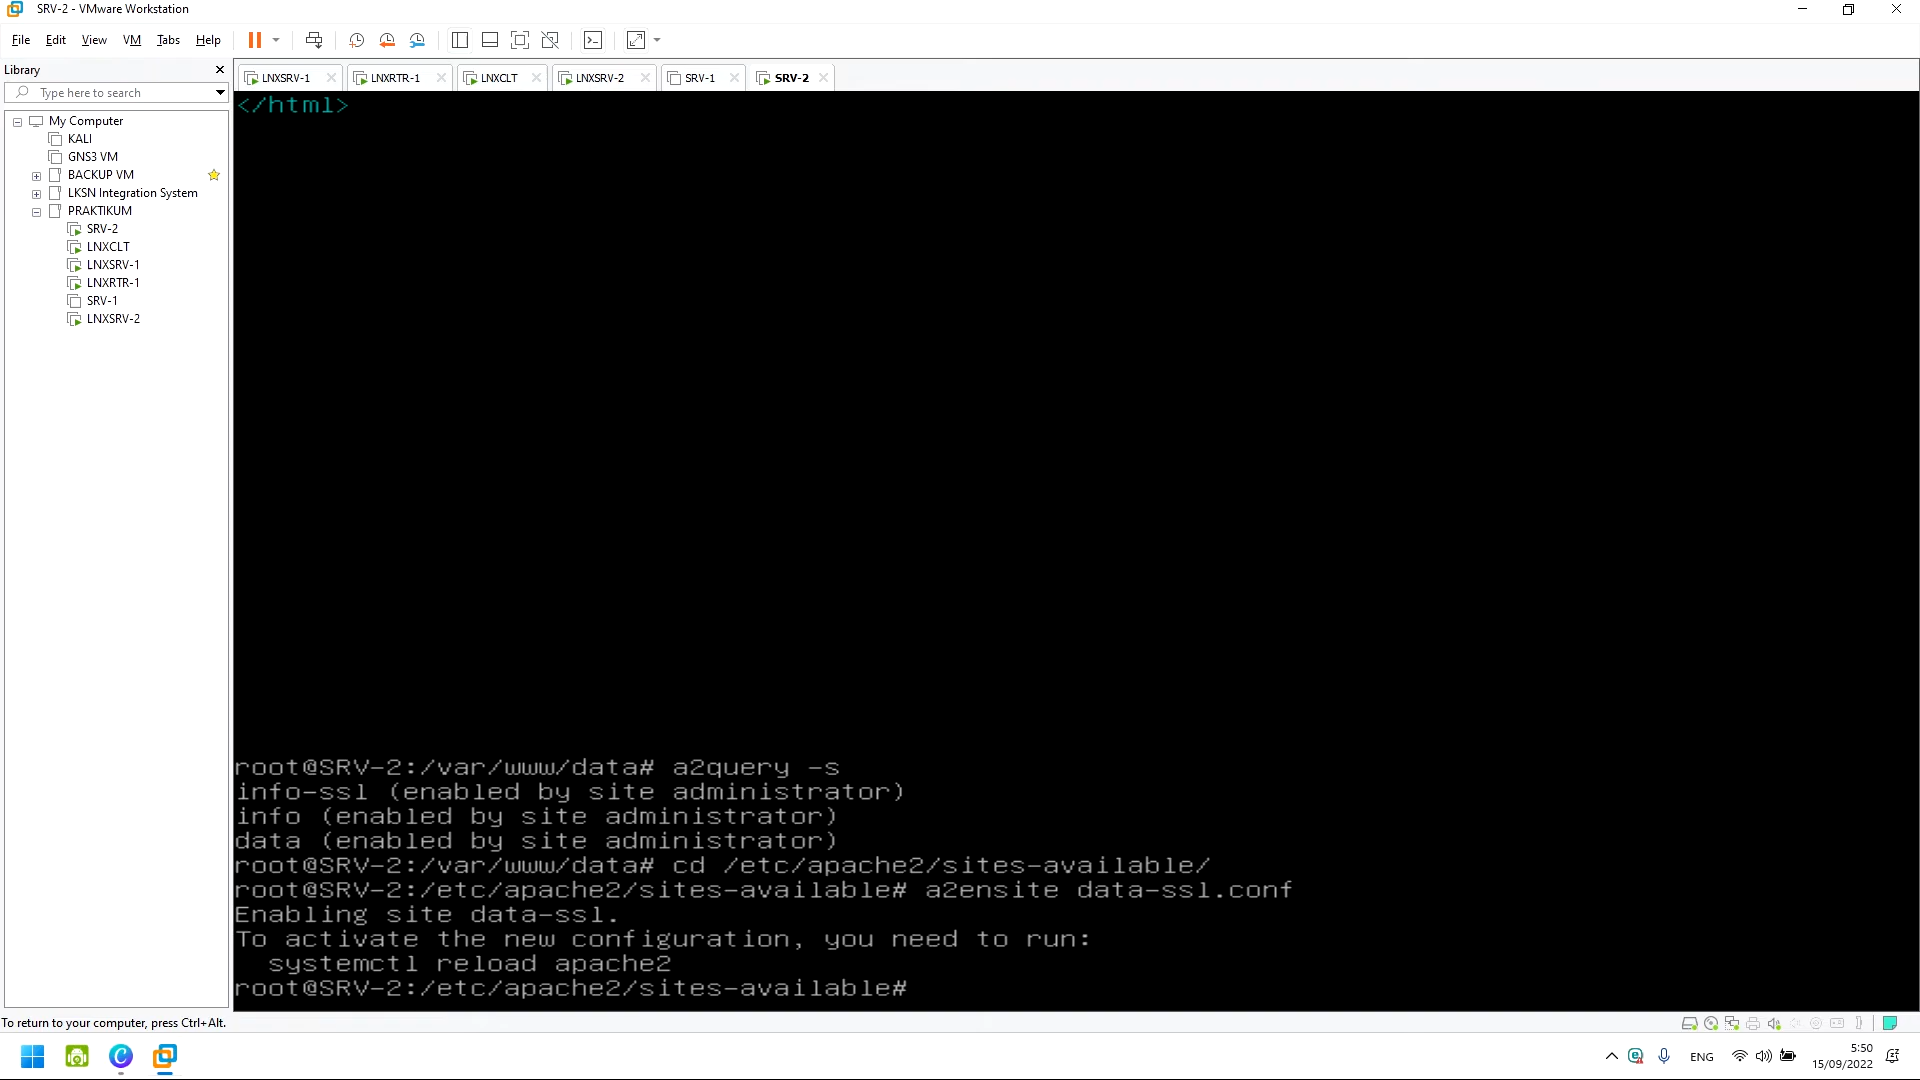 SRV-2 - VMware Workstation
File Edit View VM Tabs Help
Library
Type here to search
My Computer
KALI
GNS3 VM
BACKUP VM
LKSN Integration System
PRAKTIKUM
SRV-2
LNXCLT
LNXSRV-1
LNXRTR-1
SRV-1
LNXSRV-2
LNXSRV-1 LNXRTR-1 LNXCLT LNXSRV-2 SRV-1 SRV-2
</html>
root@SRV-2:/var/www/data# a2query -s
info-ssl (enabled by site administrator)
info (enabled by site administrator)
data (enabled by site administrator)
root@SRV-2:/var/www/data# cd /etc/apache2/sites-available/
root@SRV-2:/etc/apache2/sites-available# a2ensite data-ssl.conf
Enabling site data-ssl.
To activate the new configuration, you need to run:
  systemctl reload apache2
root@SRV-2:/etc/apache2/sites-available#
To return to your computer, press Ctrl+Alt.
ENG
5:50
15/09/2022